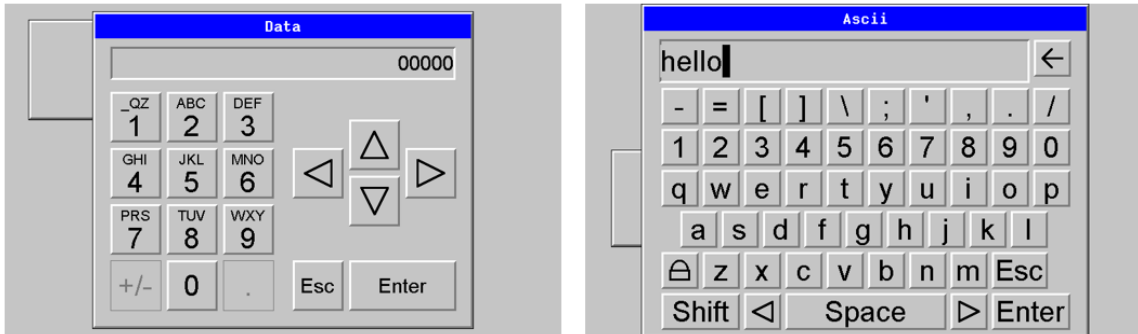 Data
00000
_QZ ABC DEF
1 2 3
GHI JKL MNO
4 5 6
PRS TUV WXY
7 8 9
+/- 0 . Esc Enter
Ascii
hello
- = [ ] \ ; ' , . /
1 2 3 4 5 6 7 8 9 0
q w e r t y u i o p
a s d f g h j k l
z x c v b n m Esc
Shift Space Enter